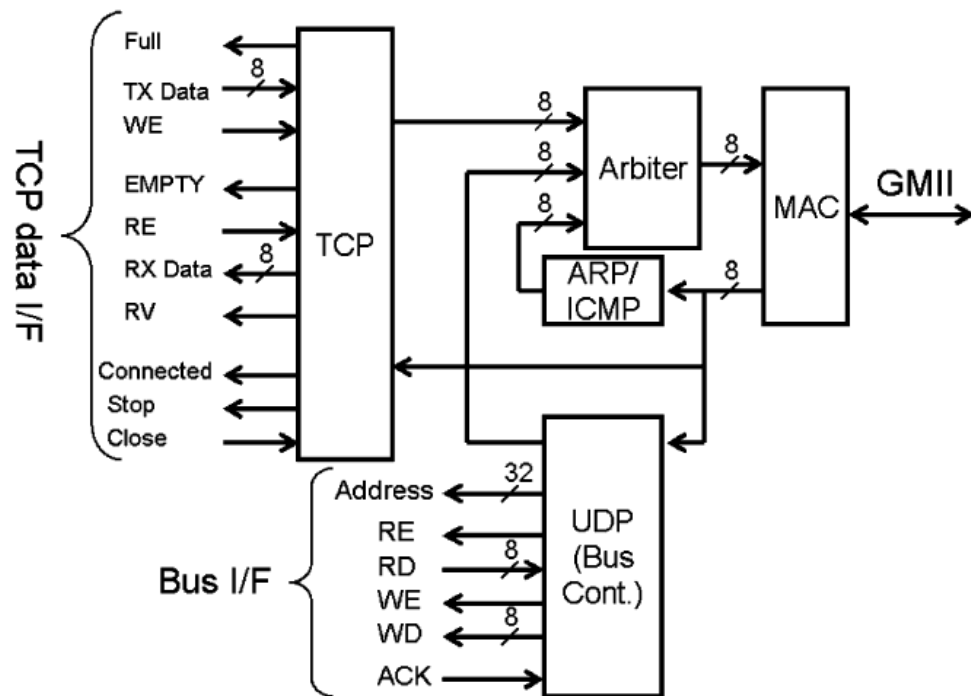 TCP data I/F
Full
8
TX Data
WE
EMPTY
RE
8
RX Data
RV
Connected
Stop
Close
TCP
8
8
8
Arbiter
8
MAC
GMII
ARP/
ICMP
8
Bus I/F
32
Address
RE
8
RD
WE
8
WD
ACK
UDP
(Bus
Cont.)